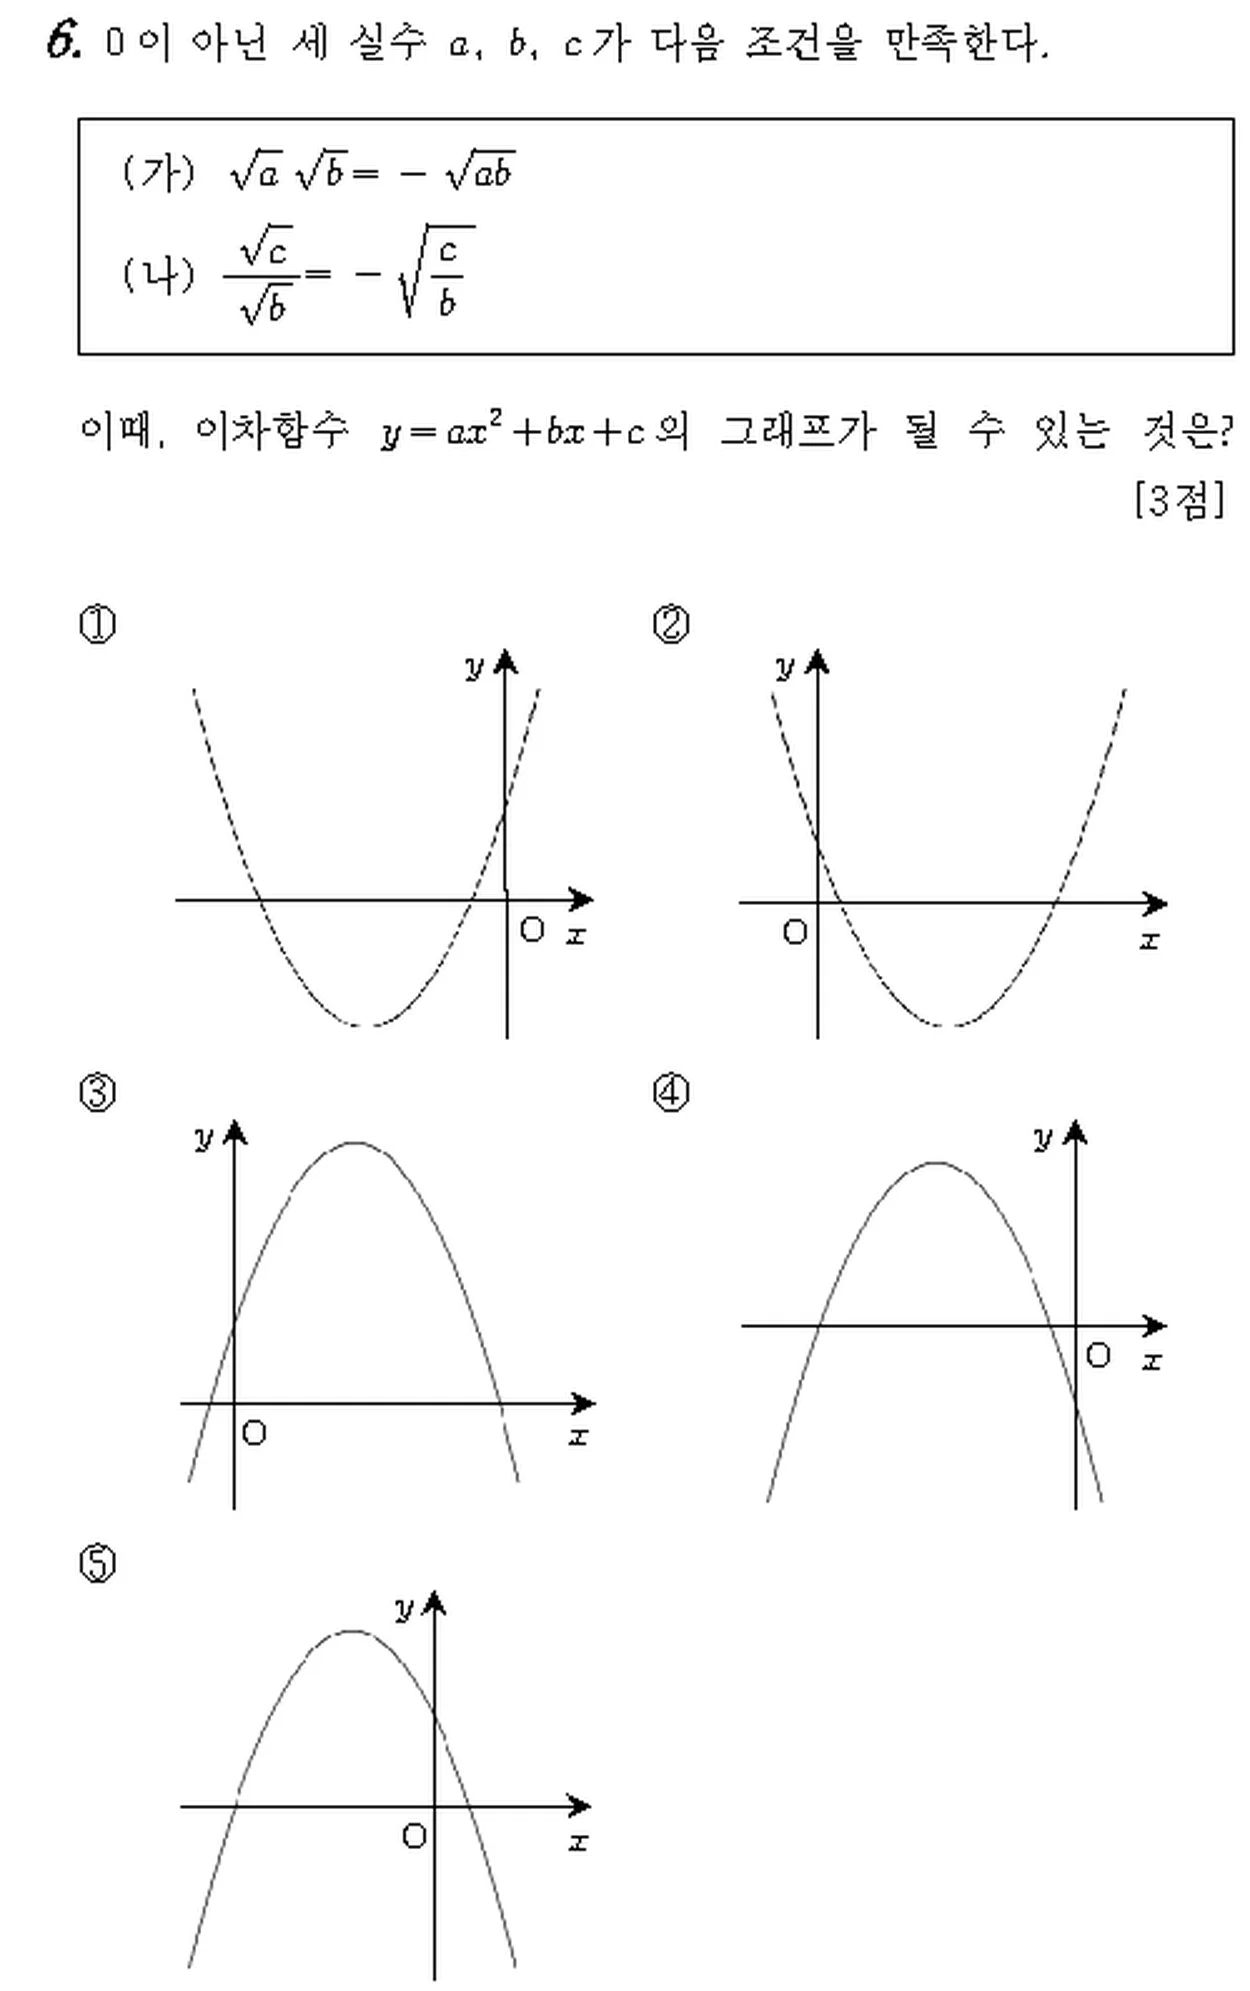 6. 0이 아닌 세 실수 a, b, c가 다음 조건을 만족한다.
(가) √a √b = - √ab
(나) √c/√b = - √(c/b)
이때, 이차함수 y=ax²+bx+c의 그래프가 될 수 있는 것은?
[3점]
① ②
y y
O x O x
③ ④
y y
O x O x
⑤
y
O x